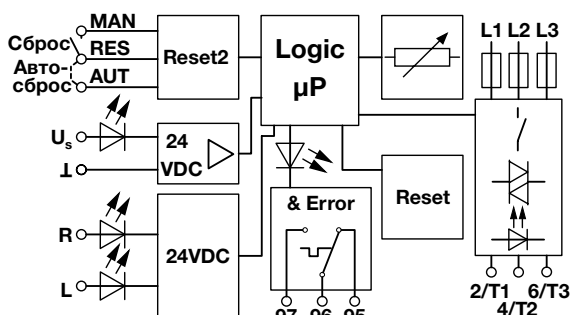 MAN
Сброс
RES
Авто-
сброс
AUT
Reset2
Logic
µP
L1 L2 L3
Us
⊥
24
VDC
R
L
24VDC
& Error
Reset
97 96 95
2/T1 6/T3
4/T2